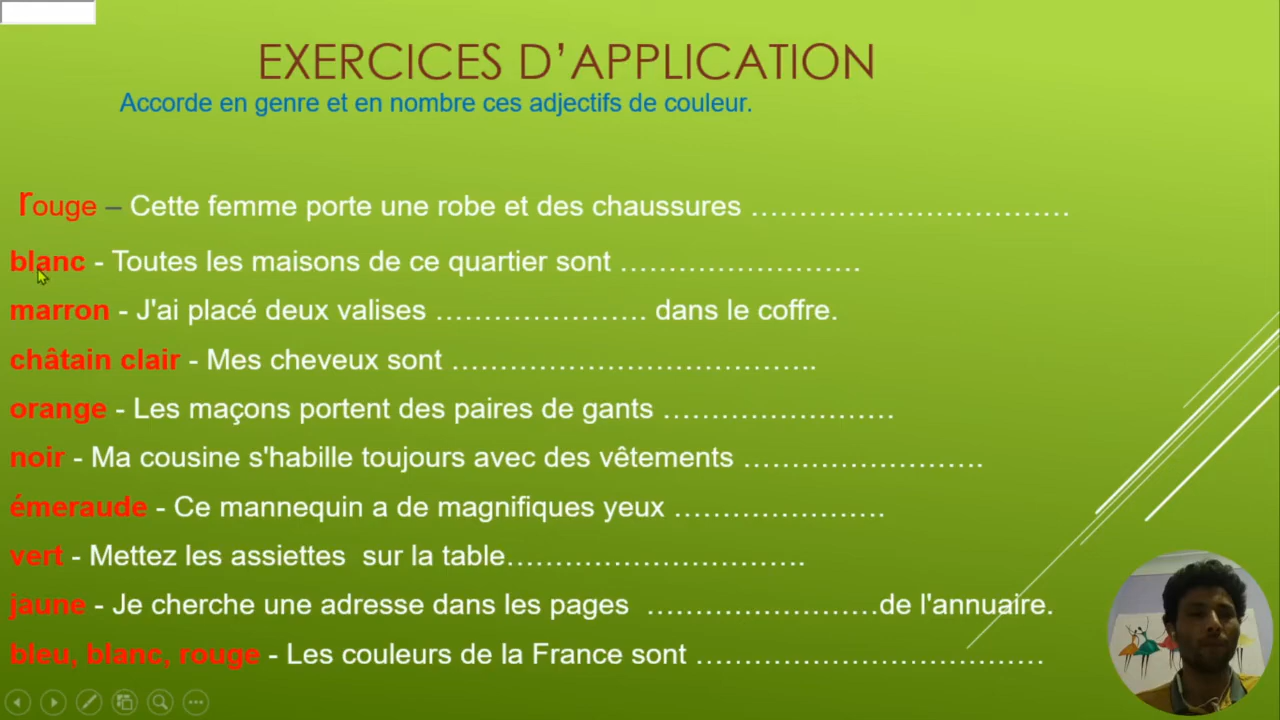 EXERCICES D’APPLICATION
Accorde en genre et en nombre ces adjectifs de couleur.
rouge – Cette femme porte une robe et des chaussures ………………………………….
blanc - Toutes les maisons de ce quartier sont ………………………..
marron - J'ai placé deux valises …………………….. dans le coffre.
châtain clair - Mes cheveux sont ……………………………………..
orange - Les maçons portent des paires de gants ……………………….
noir - Ma cousine s'habille toujours avec des vêtements ………………………..
émeraude - Ce mannequin a de magnifiques yeux …………………….
vert - Mettez les assiettes  sur la table……………………………….
jaune - Je cherche une adresse dans les pages  ……………………….de l'annuaire.
bleu, blanc, rouge - Les couleurs de la France sont ……………………………………